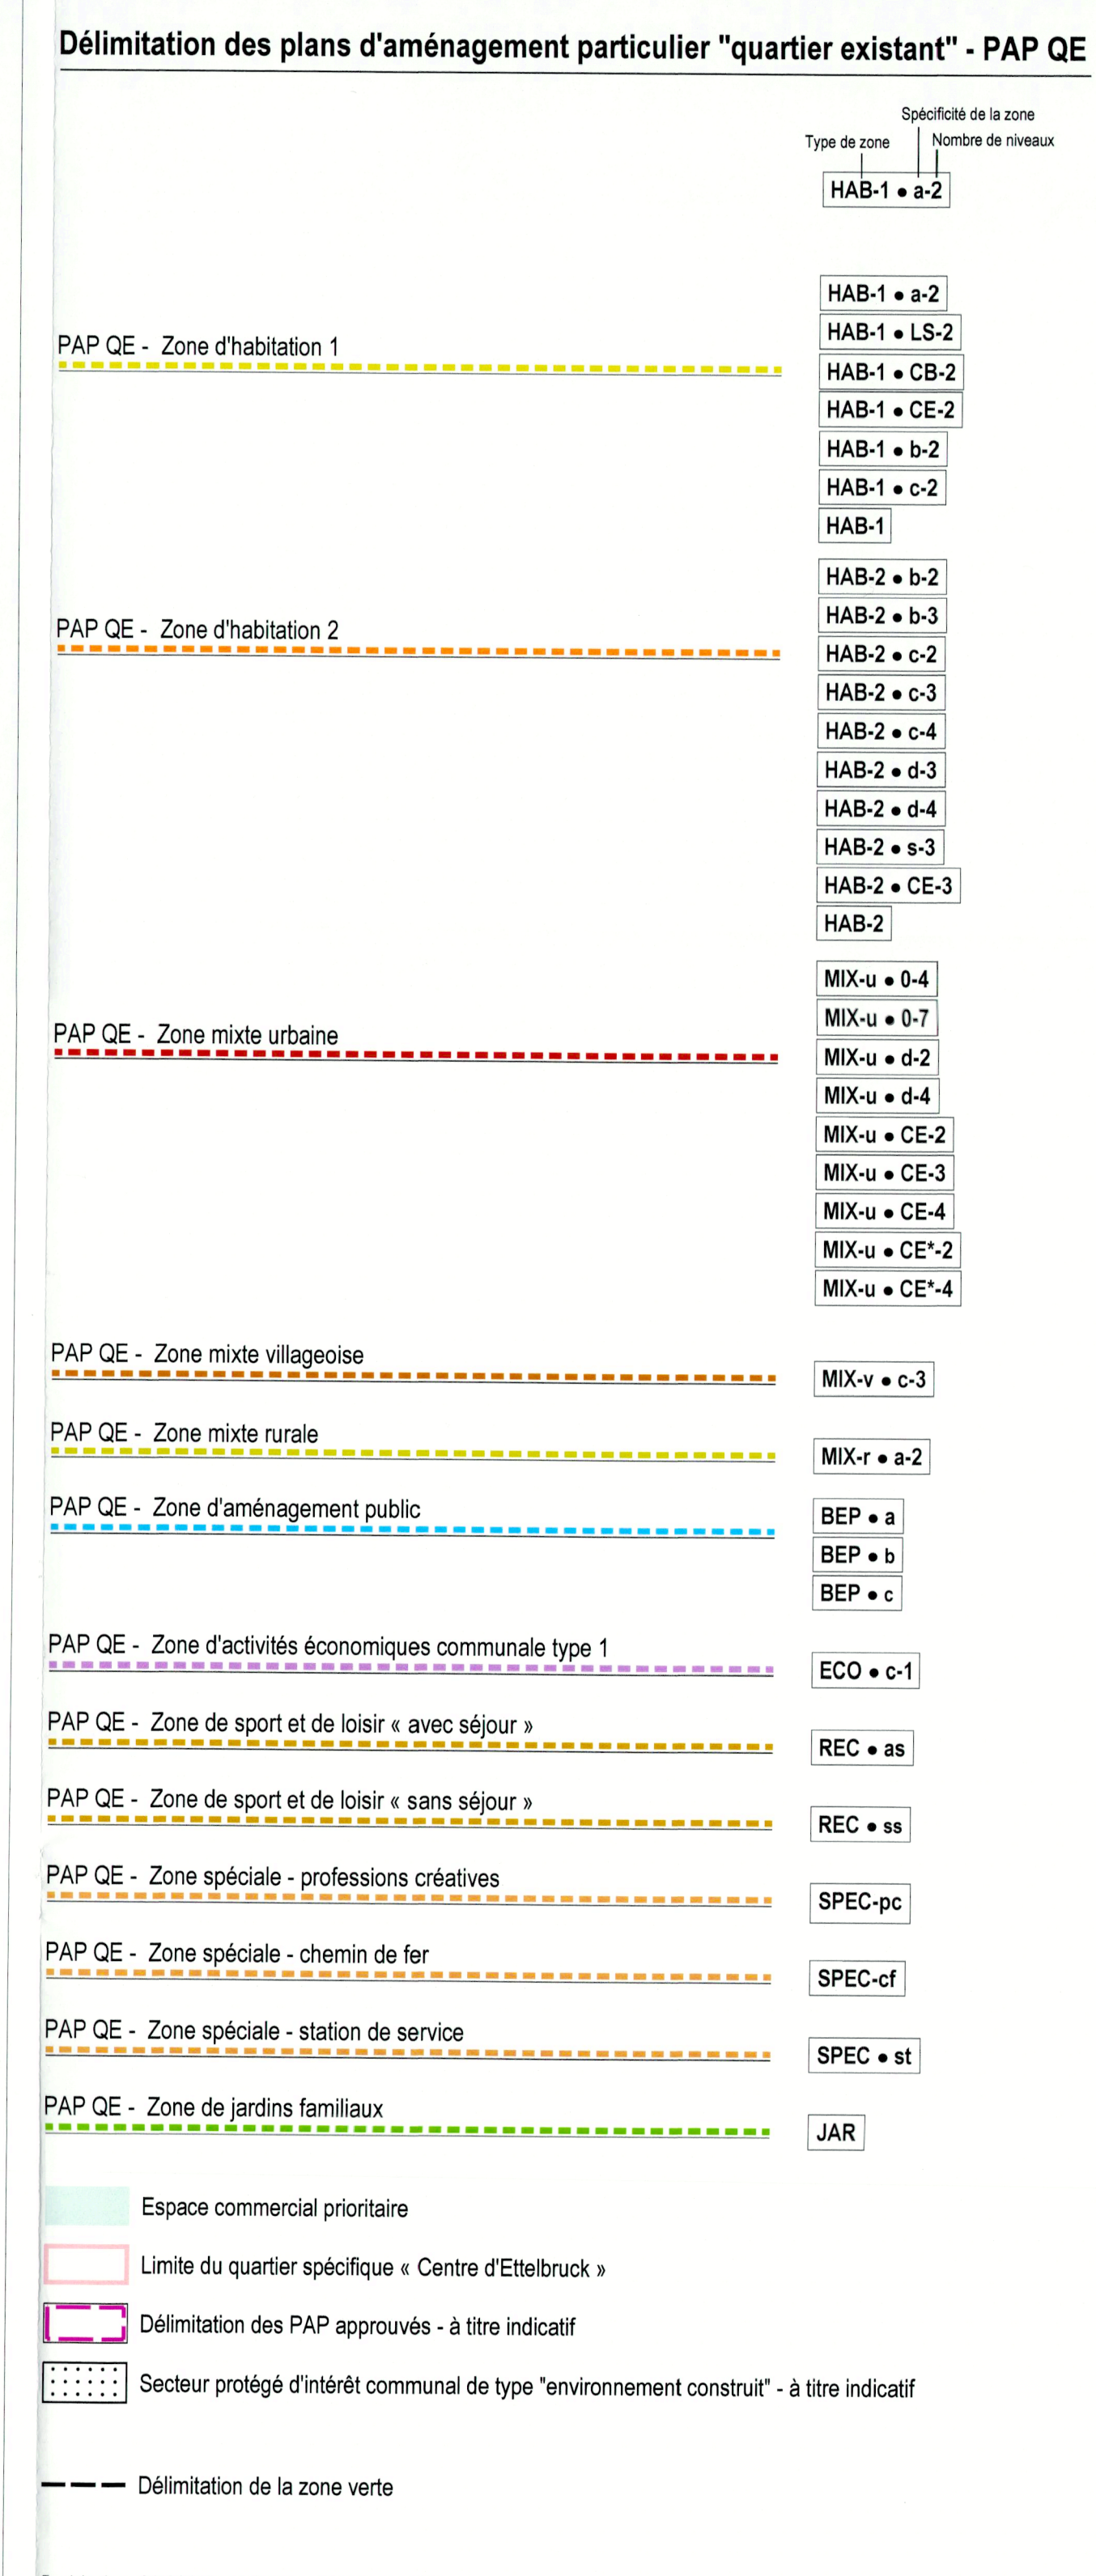 Délimitation des plans d'aménagement particulier "quartier existant" - PAP QE
Spécificité de la zone
Type de zone
Nombre de niveaux
HAB-1 ● a-2
HAB-1 ● a-2
HAB-1 ● LS-2
PAP QE - Zone d'habitation 1
HAB-1 ● CB-2
HAB-1 ● CE-2
HAB-1 ● b-2
HAB-1 ● c-2
HAB-1
HAB-2 ● b-2
HAB-2 ● b-3
PAP QE - Zone d'habitation 2
HAB-2 ● c-2
HAB-2 ● c-3
HAB-2 ● c-4
HAB-2 ● d-3
HAB-2 ● d-4
HAB-2 ● s-3
HAB-2 ● CE-3
HAB-2
MIX-u ● 0-4
MIX-u ● 0-7
PAP QE - Zone mixte urbaine
MIX-u ● d-2
MIX-u ● d-4
MIX-u ● CE-2
MIX-u ● CE-3
MIX-u ● CE-4
MIX-u ● CE*-2
MIX-u ● CE*-4
PAP QE - Zone mixte villageoise
MIX-v ● c-3
PAP QE - Zone mixte rurale
MIX-r ● a-2
PAP QE - Zone d'aménagement public
BEP ● a
BEP ● b
BEP ● c
PAP QE - Zone d'activités économiques communale type 1
ECO ● c-1
PAP QE - Zone de sport et de loisir « avec séjour »
REC ● as
PAP QE - Zone de sport et de loisir « sans séjour »
REC ● ss
PAP QE - Zone spéciale - professions créatives
SPEC-pc
PAP QE - Zone spéciale - chemin de fer
SPEC-cf
PAP QE - Zone spéciale - station de service
SPEC ● st
PAP QE - Zone de jardins familiaux
JAR
Espace commercial prioritaire
Limite du quartier spécifique « Centre d'Ettelbruck »
Délimitation des PAP approuvés - à titre indicatif
Secteur protégé d'intérêt communal de type "environnement construit" - à titre indicatif
Délimitation de la zone verte